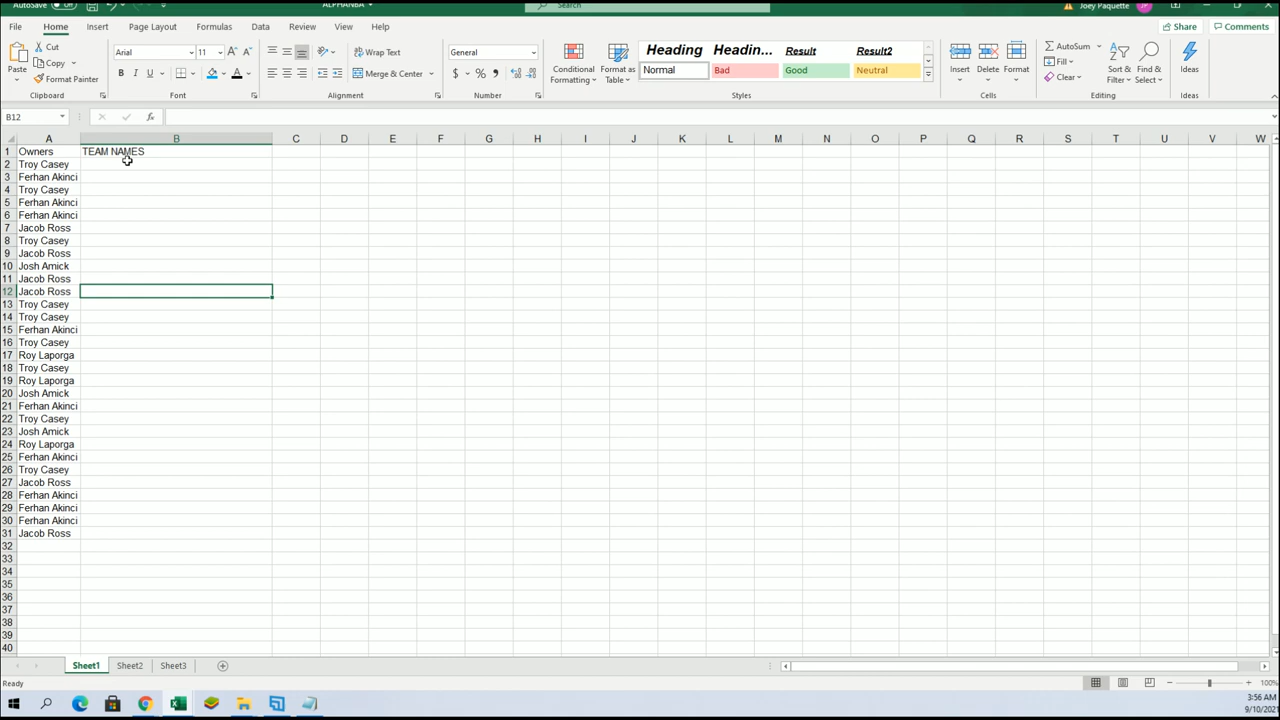 AutoSave Off ALPHANBA Search Joey Paquette JP
File Home Insert Page Layout Formulas Data Review View Help Share Comments
Paste Cut Copy Format Painter
Arial 11 Wrap Text General Heading Headin... Result Result2
B I U A Merge & Center $ % Conditional Formatting Format as Table Normal Bad Good Neutral
Insert Delete Format AutoSum Fill Clear Sort & Filter Find & Select Ideas
Clipboard Font Alignment Number Styles Cells Editing Ideas
B12 fx
A B C D E F G H I J K L M N O P Q R S T U V W
1 Owners TEAM NAMES
2 Troy Casey
3 Ferhan Akinci
4 Troy Casey
5 Ferhan Akinci
6 Ferhan Akinci
7 Jacob Ross
8 Troy Casey
9 Jacob Ross
10 Josh Amick
11 Jacob Ross
12 Jacob Ross
13 Troy Casey
14 Troy Casey
15 Ferhan Akinci
16 Troy Casey
17 Roy Laporga
18 Troy Casey
19 Roy Laporga
20 Josh Amick
21 Ferhan Akinci
22 Troy Casey
23 Josh Amick
24 Roy Laporga
25 Ferhan Akinci
26 Troy Casey
27 Jacob Ross
28 Ferhan Akinci
29 Ferhan Akinci
30 Ferhan Akinci
31 Jacob Ross
32
33
34
35
36
37
38
39
40
Sheet1 Sheet2 Sheet3
Ready 100%
3:56 AM